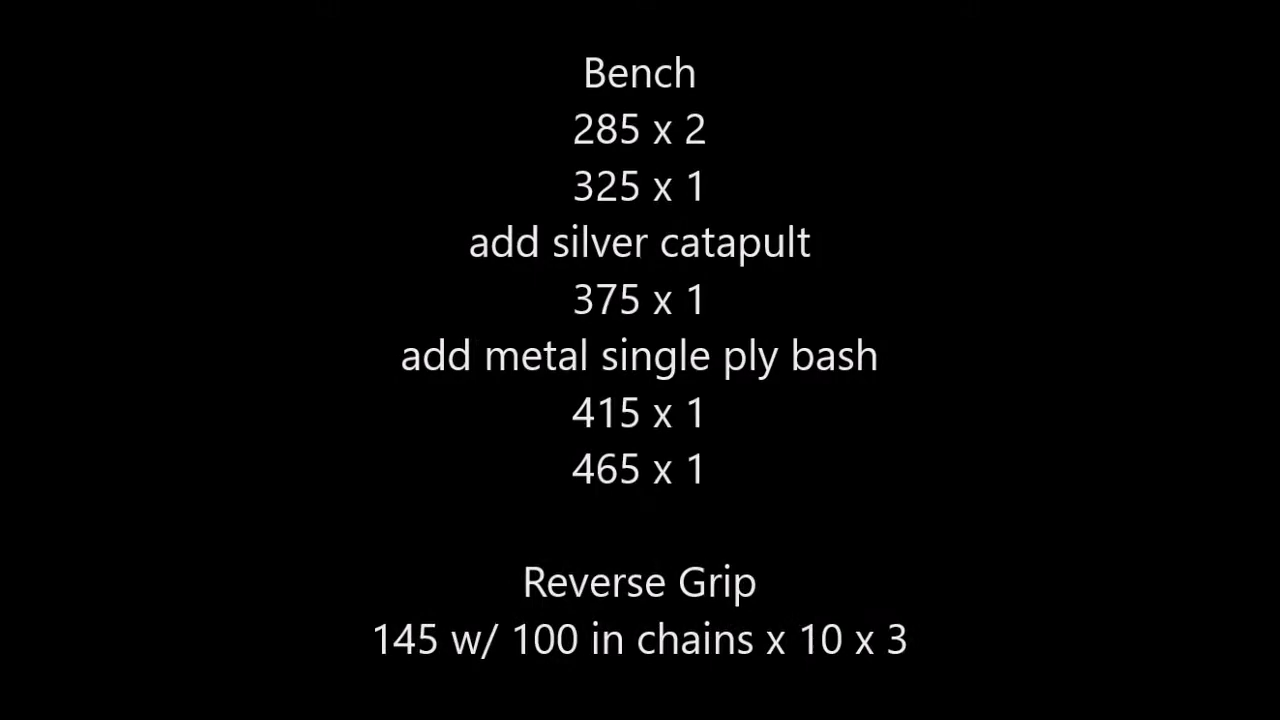 Bench
285 x 2
325 x 1
add silver catapult
375 x 1
add metal single ply bash
415 x 1
465 x 1
Reverse Grip
145 w/ 100 in chains x 10 x 3